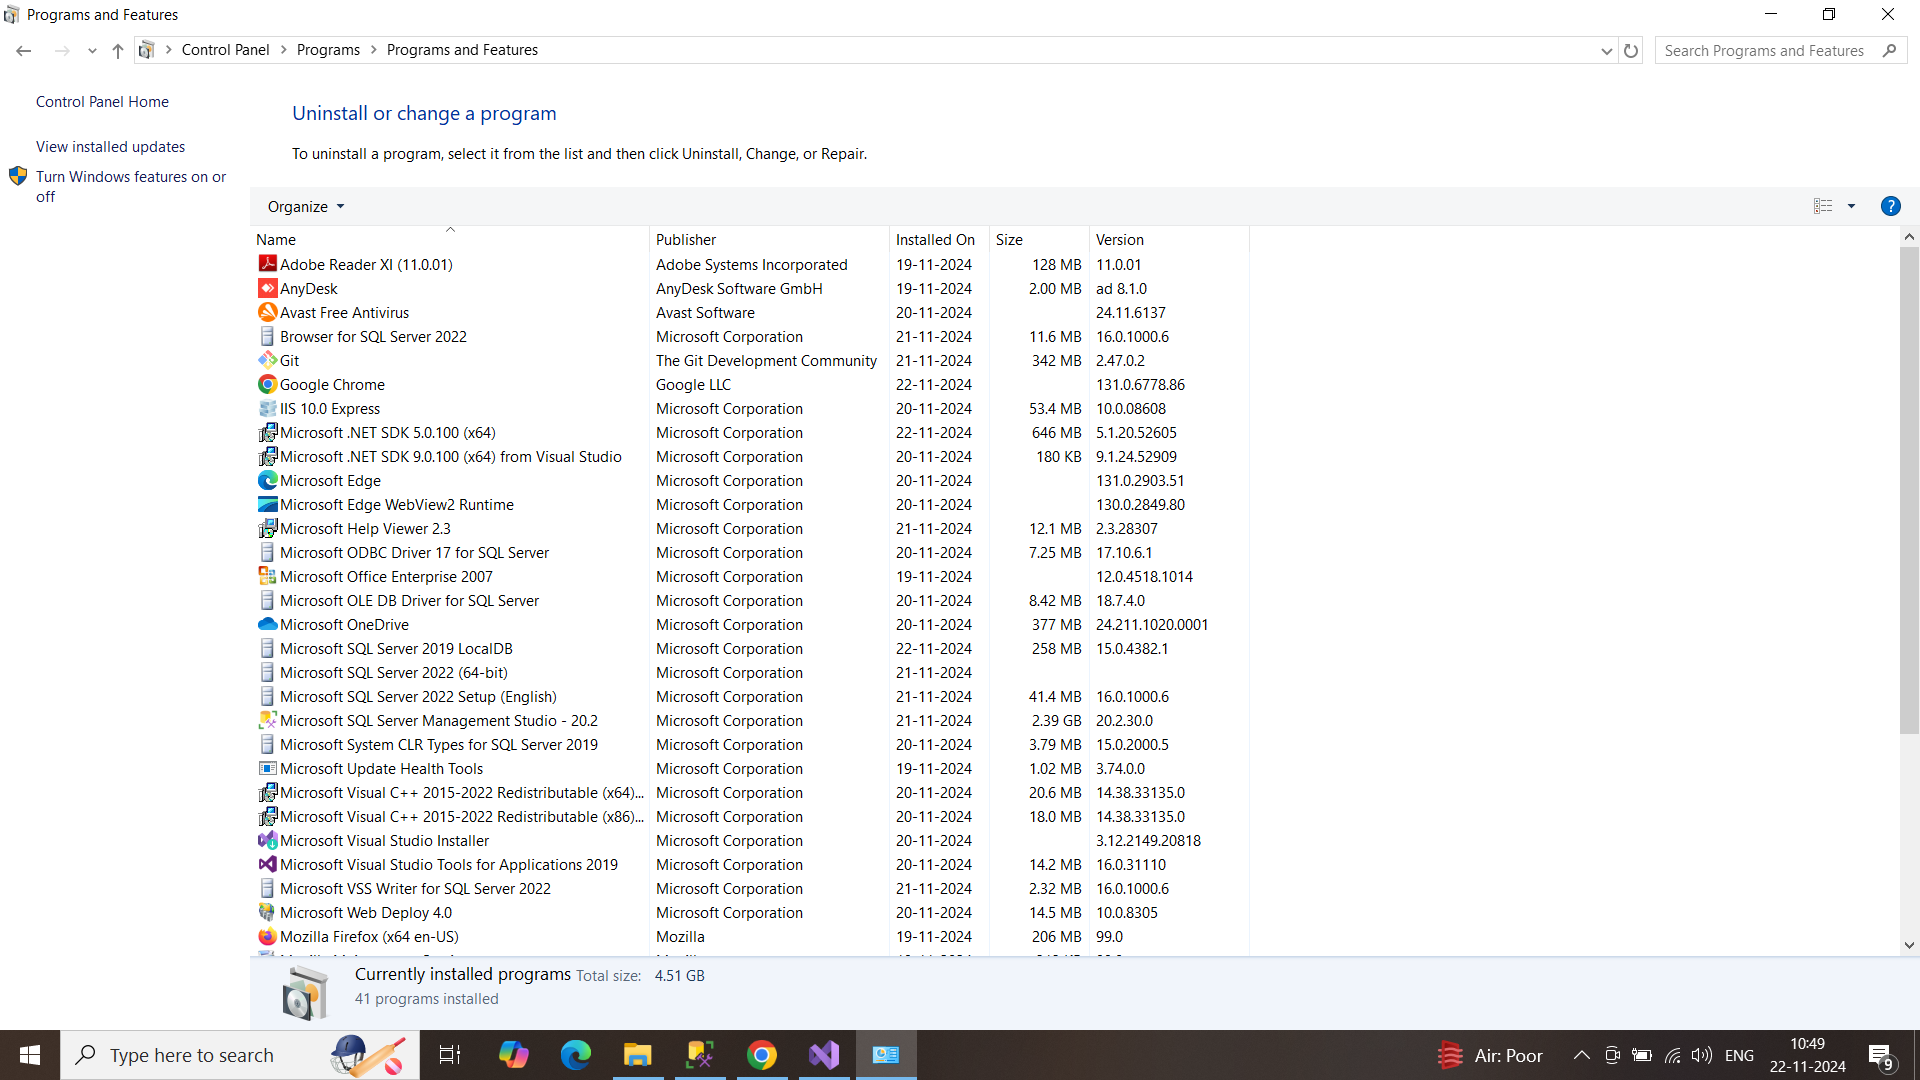 Programs and Features
Control Panel > Programs > Programs and Features
Search Programs and Features
Control Panel Home
View installed updates
Turn Windows features on or
off
Uninstall or change a program
To uninstall a program, select it from the list and then click Uninstall, Change, or Repair.
Organize
Name Publisher Installed On Size Version
Adobe Reader XI (11.0.01) Adobe Systems Incorporated 19-11-2024 128 MB 11.0.01
AnyDesk AnyDesk Software GmbH 19-11-2024 2.00 MB ad 8.1.0
Avast Free Antivirus Avast Software 20-11-2024 24.11.6137
Browser for SQL Server 2022 Microsoft Corporation 21-11-2024 11.6 MB 16.0.1000.6
Git The Git Development Community 21-11-2024 342 MB 2.47.0.2
Google Chrome Google LLC 22-11-2024 131.0.6778.86
IIS 10.0 Express Microsoft Corporation 20-11-2024 53.4 MB 10.0.08608
Microsoft .NET SDK 5.0.100 (x64) Microsoft Corporation 22-11-2024 646 MB 5.1.20.52605
Microsoft .NET SDK 9.0.100 (x64) from Visual Studio Microsoft Corporation 20-11-2024 180 KB 9.1.24.52909
Microsoft Edge Microsoft Corporation 20-11-2024 131.0.2903.51
Microsoft Edge WebView2 Runtime Microsoft Corporation 20-11-2024 130.0.2849.80
Microsoft Help Viewer 2.3 Microsoft Corporation 21-11-2024 12.1 MB 2.3.28307
Microsoft ODBC Driver 17 for SQL Server Microsoft Corporation 20-11-2024 7.25 MB 17.10.6.1
Microsoft Office Enterprise 2007 Microsoft Corporation 19-11-2024 12.0.4518.1014
Microsoft OLE DB Driver for SQL Server Microsoft Corporation 20-11-2024 8.42 MB 18.7.4.0
Microsoft OneDrive Microsoft Corporation 20-11-2024 377 MB 24.211.1020.0001
Microsoft SQL Server 2019 LocalDB Microsoft Corporation 22-11-2024 258 MB 15.0.4382.1
Microsoft SQL Server 2022 (64-bit) Microsoft Corporation 21-11-2024
Microsoft SQL Server 2022 Setup (English) Microsoft Corporation 21-11-2024 41.4 MB 16.0.1000.6
Microsoft SQL Server Management Studio - 20.2 Microsoft Corporation 21-11-2024 2.39 GB 20.2.30.0
Microsoft System CLR Types for SQL Server 2019 Microsoft Corporation 20-11-2024 3.79 MB 15.0.2000.5
Microsoft Update Health Tools Microsoft Corporation 19-11-2024 1.02 MB 3.74.0.0
Microsoft Visual C++ 2015-2022 Redistributable (x64)... Microsoft Corporation 20-11-2024 20.6 MB 14.38.33135.0
Microsoft Visual C++ 2015-2022 Redistributable (x86)... Microsoft Corporation 20-11-2024 18.0 MB 14.38.33135.0
Microsoft Visual Studio Installer Microsoft Corporation 20-11-2024 3.12.2149.20818
Microsoft Visual Studio Tools for Applications 2019 Microsoft Corporation 20-11-2024 14.2 MB 16.0.31110
Microsoft VSS Writer for SQL Server 2022 Microsoft Corporation 21-11-2024 2.32 MB 16.0.1000.6
Microsoft Web Deploy 4.0 Microsoft Corporation 20-11-2024 14.5 MB 10.0.8305
Mozilla Firefox (x64 en-US) Mozilla 19-11-2024 206 MB 99.0
Currently installed programs Total size: 4.51 GB
41 programs installed
Type here to search
Air: Poor
ENG
10:49
22-11-2024
9